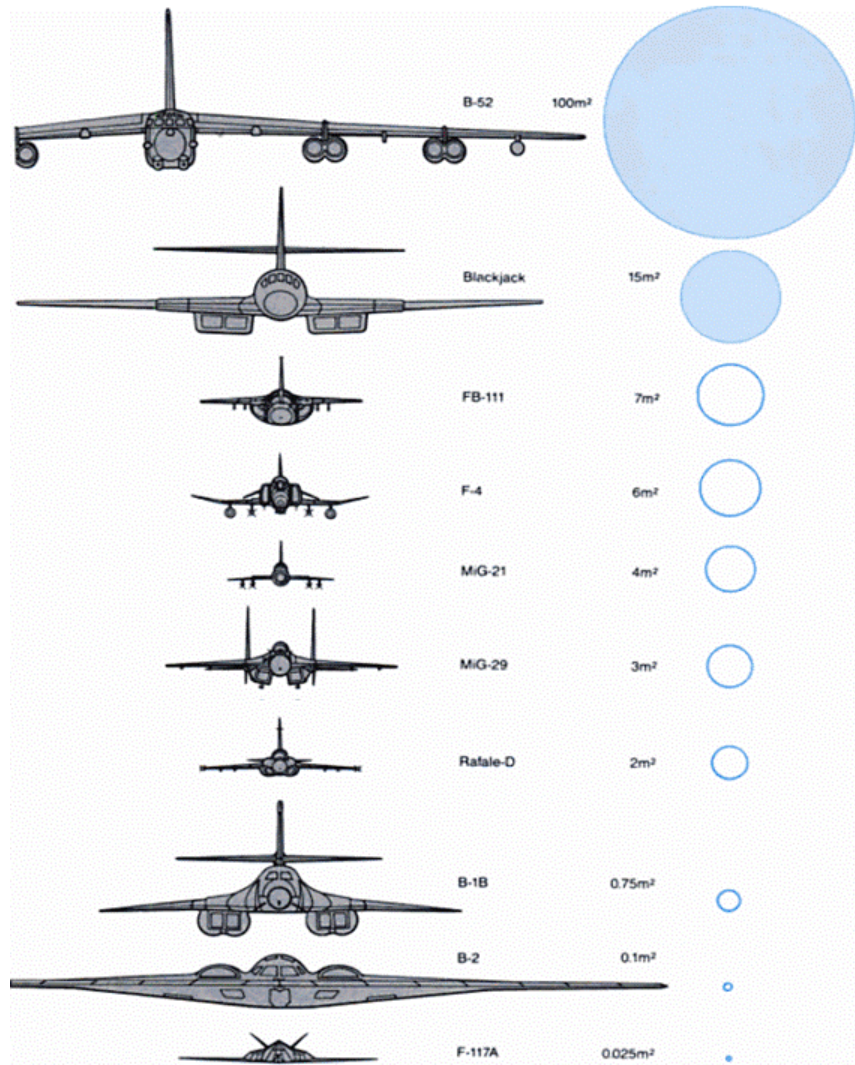 B-52 100m²
Blackjack 15m²
FB-111 7m²
F-4 6m²
MiG-21 4m²
MiG-29 3m²
Rafale-D 2m²
B-1B 0.75m²
B-2 0.1m²
F-117A 0.025m²